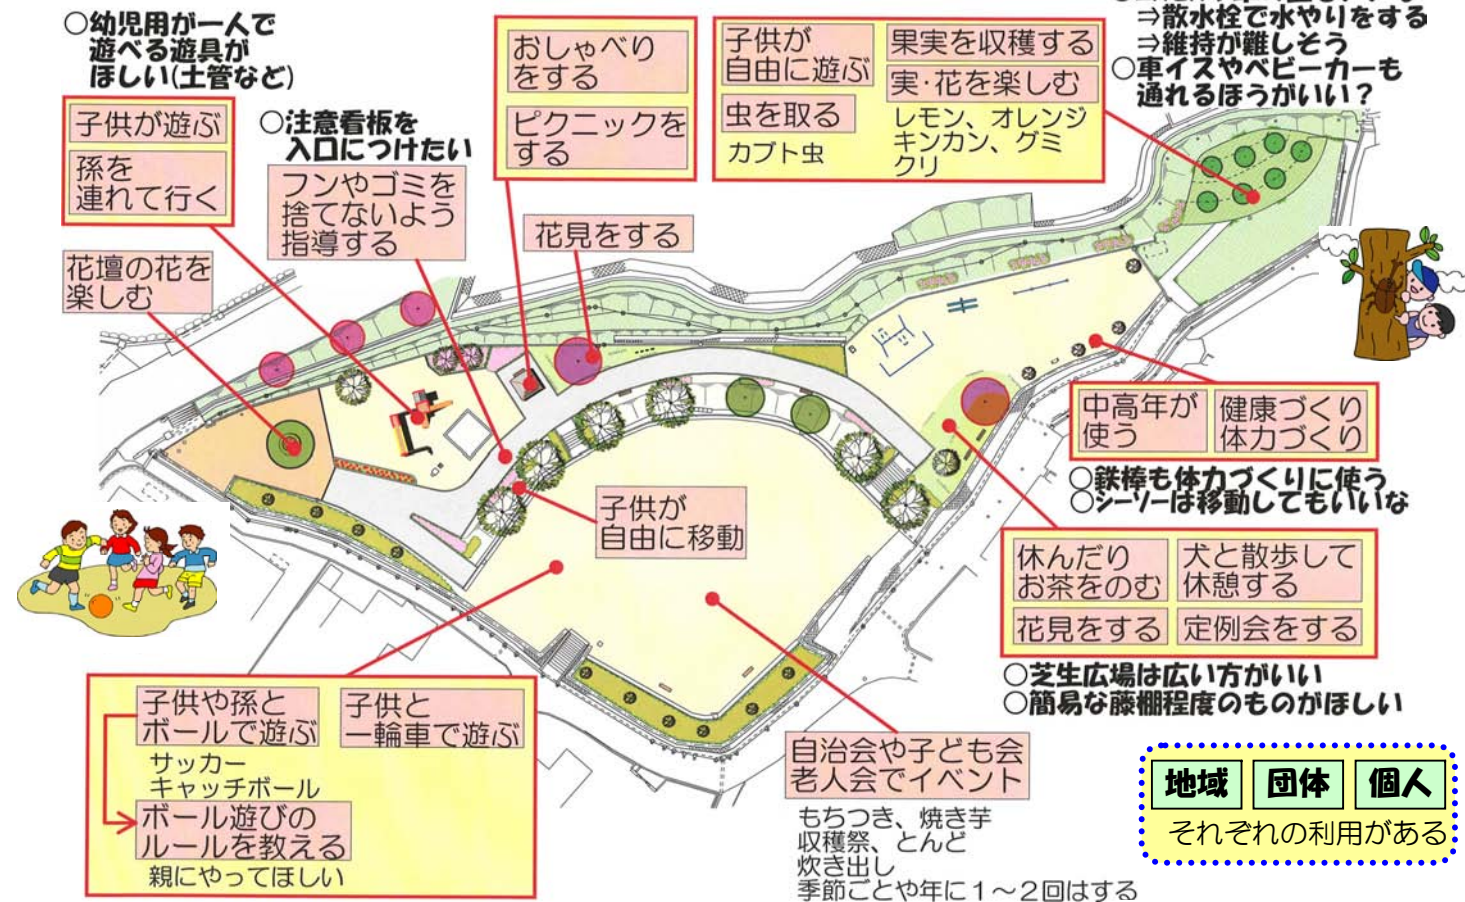 ○幼児用が一人で
遊べる遊具が
ほしい(土管など)
子供が遊ぶ
孫を
連れて行く
○注意看板を
入口につけたい
フンやゴミを
捨てないよう
指導する
花壇の花を
楽しむ
おしゃべり
をする
ピクニックを
する
花見をする
子供が
自由に遊ぶ
虫を取る
カブト虫
果実を収穫する
実・花を楽しむ
レモン、オレンジ
キンカン、グミ
クリ
⇒散水栓で水やりをする
⇒維持が難しそう
○車イスやベビーカーも
通れるほうがいい？
中高年が
使う
健康づくり
体力づくり
○鉄棒も体力づくりに使う
○シーソーは移動してもいいな
子供が
自由に移動
休んだり
お茶をのむ
犬と散歩して
休憩する
花見をする
定例会をする
○芝生広場は広い方がいい
○簡易な藤棚程度のものがほしい
子供や孫と
ボールで遊ぶ
サッカー
キャッチボール
ボール遊びの
ルールを教える
親にやってほしい
子供と
一輪車で遊ぶ
自治会や子ども会
老人会でイベント
もちつき、焼き芋
収穫祭、とんど
炊き出し
季節ごとや年に１～２回はする
地域 団体 個人
それぞれの利用がある